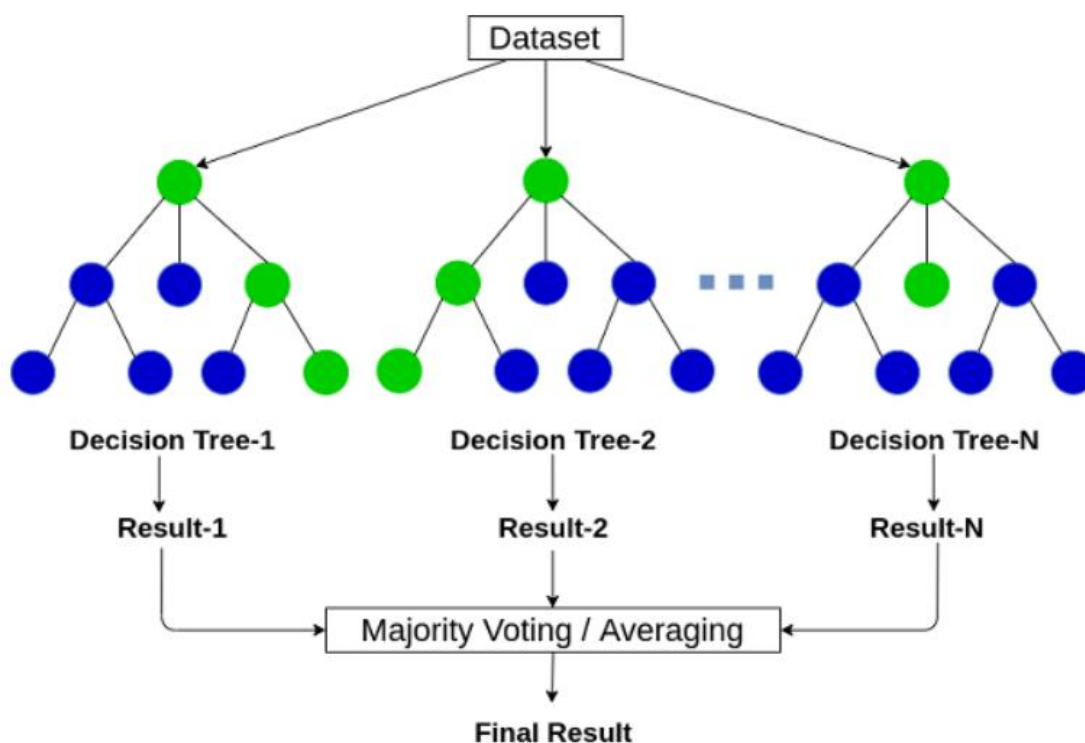 Dataset
Decision Tree-1
Decision Tree-2
Decision Tree-N
Result-1
Result-2
Result-N
Majority Voting / Averaging
Final Result